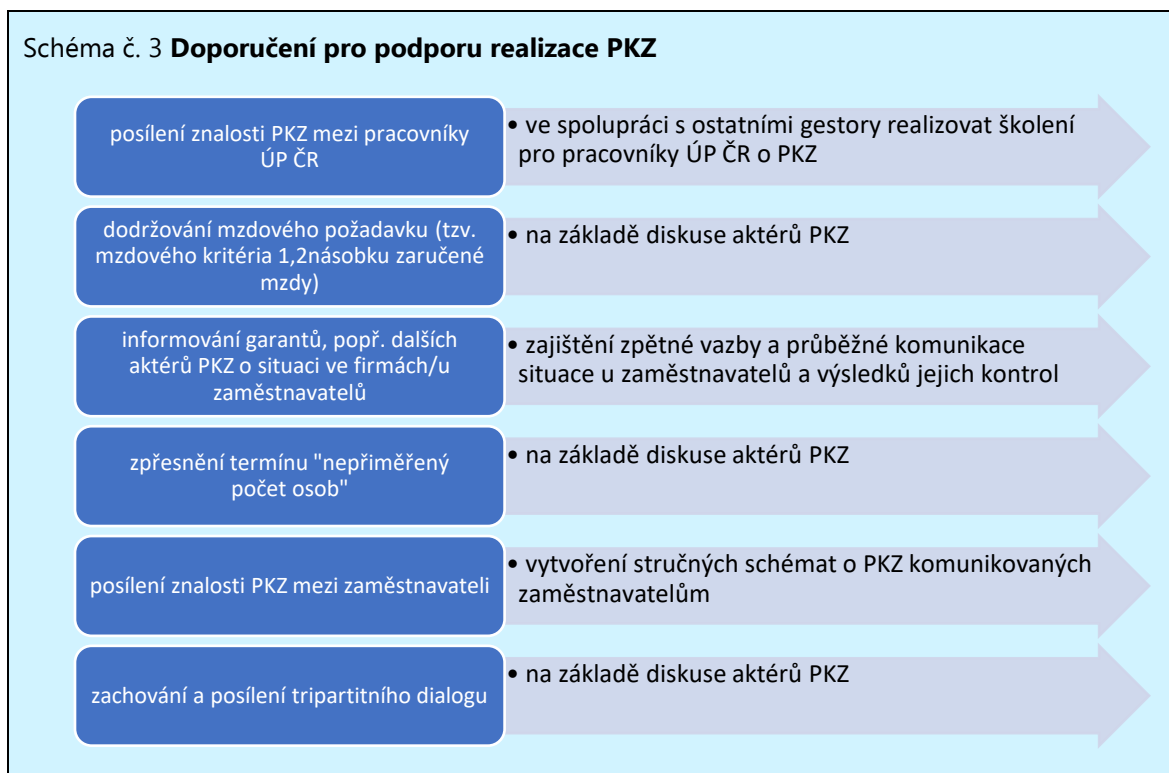 Schéma č. 3 Doporučení pro podporu realizace PKZ
posílení znalosti PKZ mezi pracovníky
ÚP ČR
• ve spolupráci s ostatními gestory realizovat školení
pro pracovníky ÚP ČR o PKZ
dodržování mzdového požadavku (tzv.
mzdového kritéria 1,2násobku zaručené
mzdy)
• na základě diskuse aktérů PKZ
informování garantů, popř. dalších
aktérů PKZ o situaci ve firmách/u
zaměstnavatelů
• zajištění zpětné vazby a průběžné komunikace
situace u zaměstnavatelů a výsledků jejich kontrol
zpřesnění termínu "nepřiměřený
počet osob"
• na základě diskuse aktérů PKZ
posílení znalosti PKZ mezi zaměstnavateli
• vytvoření stručných schémat o PKZ komunikovaných
zaměstnavatelům
zachování a posílení tripartitního dialogu
• na základě diskuse aktérů PKZ